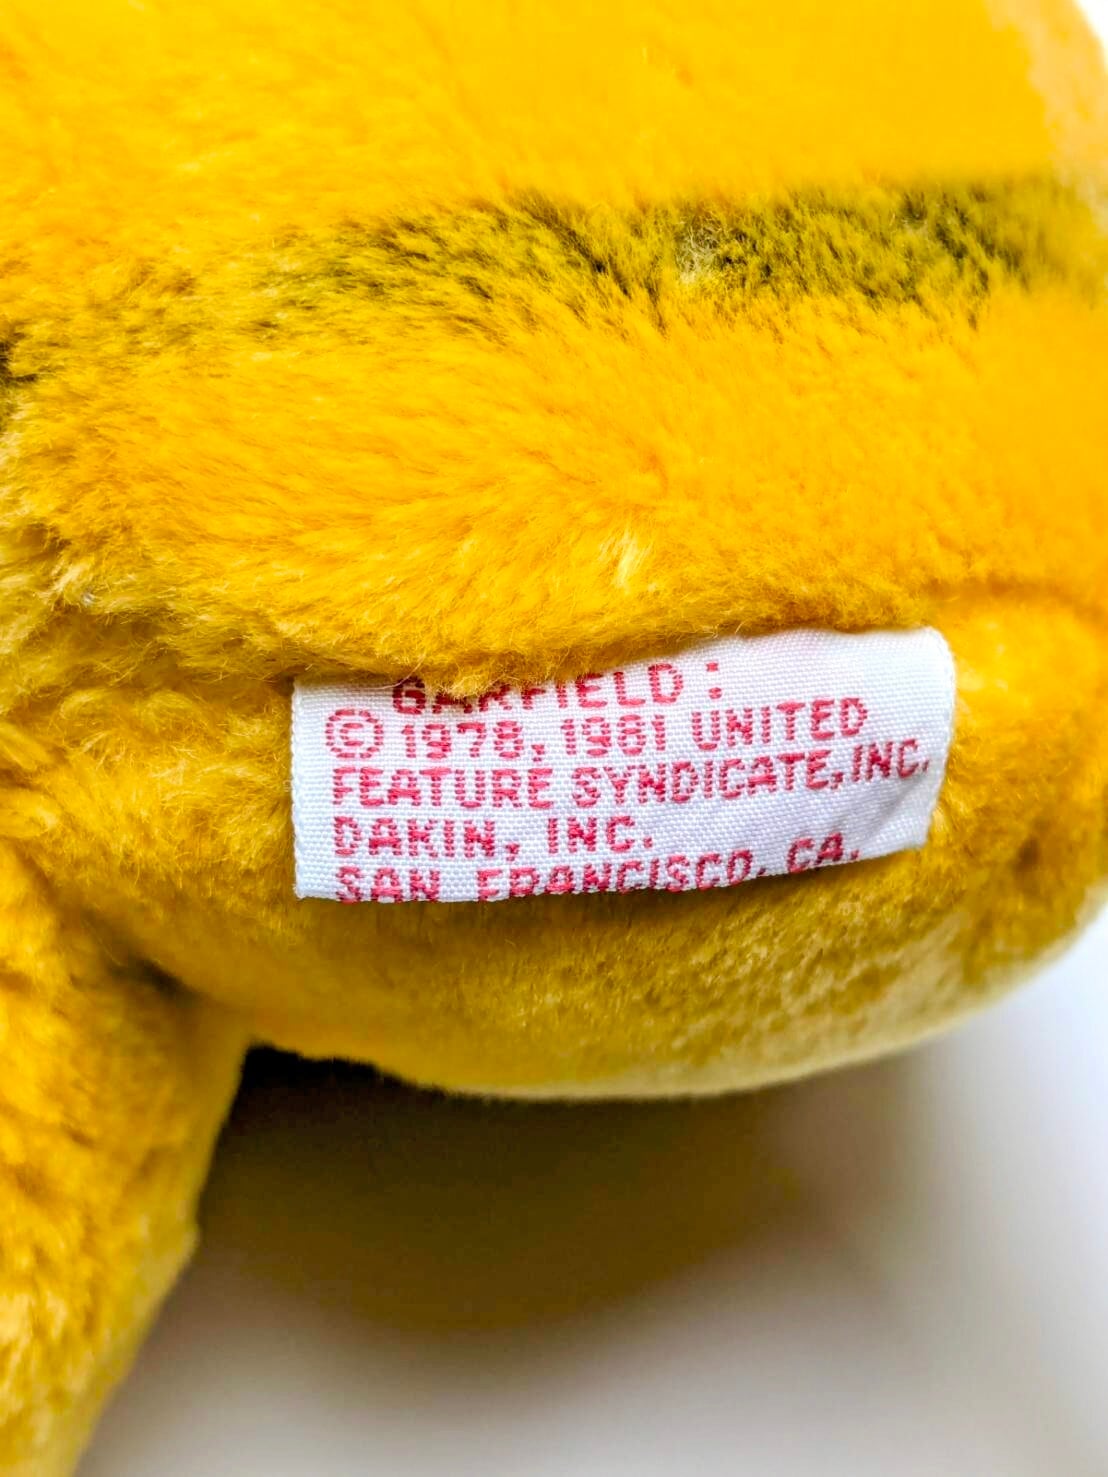 GARFIELD:
© 1978, 1981 UNITED
FEATURE SYNDICATE, INC.
DAKIN, INC.
SAN FRANCISCO, CA.